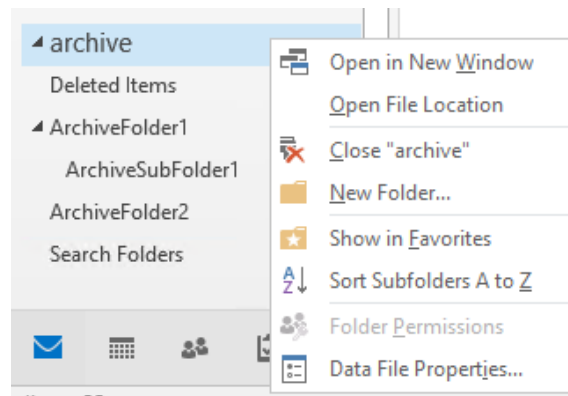 archive
Deleted Items
ArchiveFolder1
ArchiveSubFolder1
ArchiveFolder2
Search Folders
Open in New Window
Open File Location
Close "archive"
New Folder...
Show in Favorites
Sort Subfolders A to Z
Folder Permissions
Data File Properties...